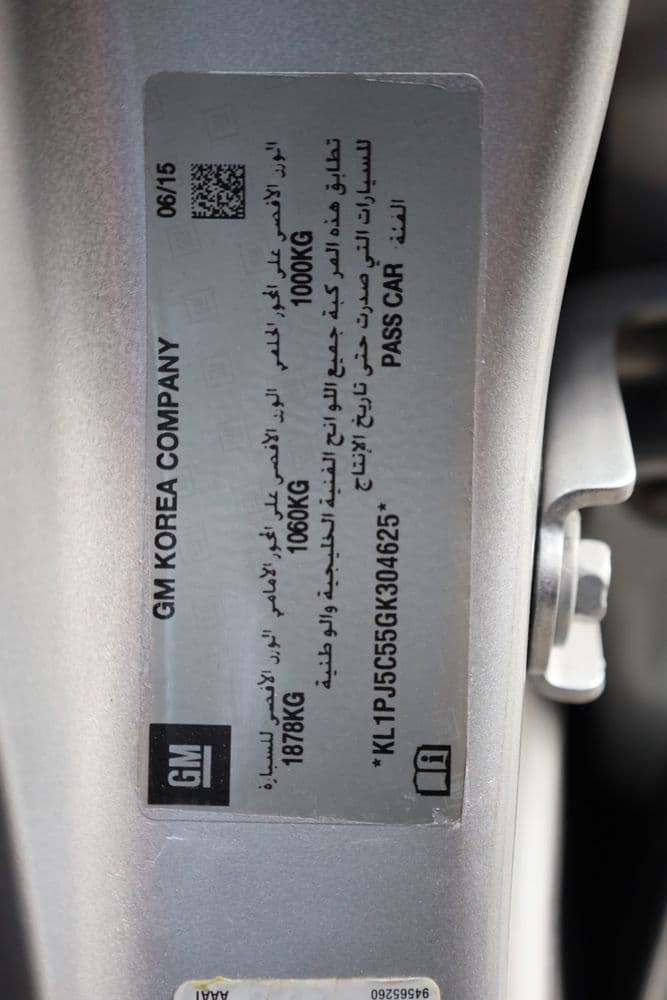 GM
GM KOREA COMPANY 06/15
الوزن الأقصى للسيارة الوزن الأقصى على المحور الأمامي الوزن الأقصى على المحور الخلفي
1878KG 1060KG 1000KG
تطابق هذه المركبة جميع اللوائح الفنية الخليجية والوطنية
للسيارات التي صدرت حتى تاريخ الإنتاج
*KL1PJ5C55GK304625* PASS CAR الفئة
94565260
AAAT